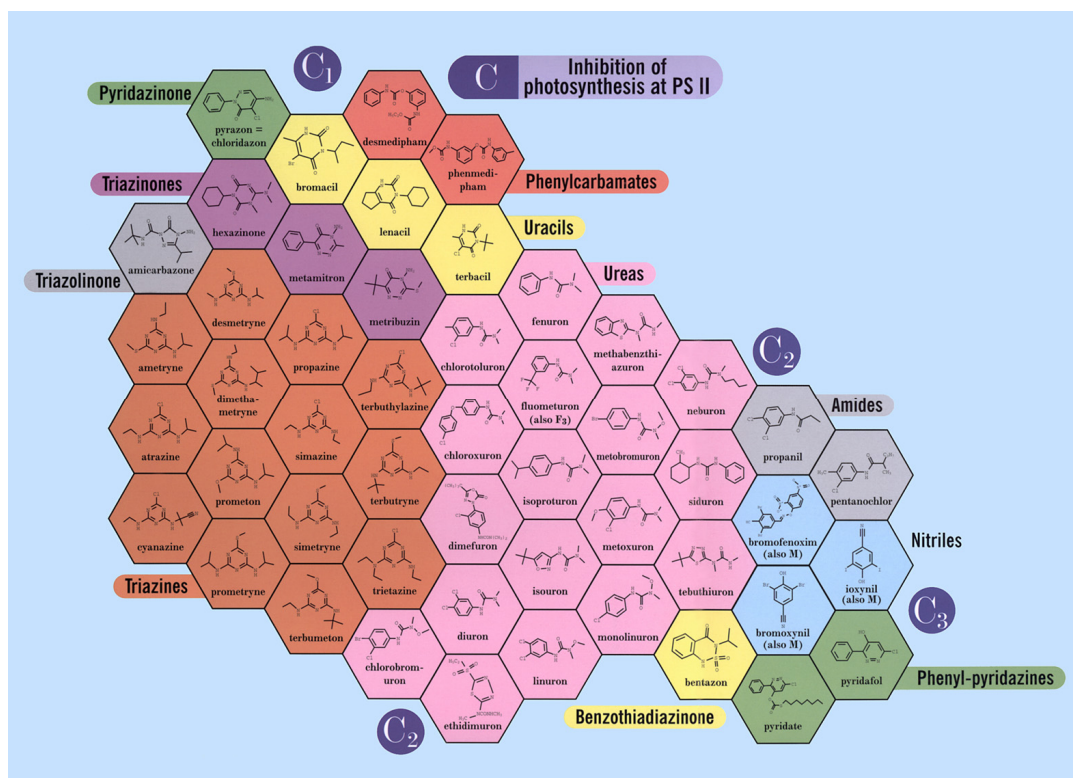 C1
C
Inhibition of
photosynthesis at PS II
Pyridazinone
pyrazon =
chloridazon
desmedipham
bromacil
phenmedi-
pham
Phenylcarbamates
Triazinones
hexazinone
lenacil
Uracils
amicarbazone
metamitron
terbacil
Triazolinone
Ureas
desmetryne
metribuzin
fenuron
ametryne
propazine
chlorotoluron
methabenzthi-
azuron
C2
dimetha-
metryne
terbuthylazine
fluometuron
(also F3)
neburon
Amides
atrazine
simazine
chloroxuron
metobromuron
propanil
prometon
terbutryne
isoproturon
siduron
pentanochlor
cyanazine
simetryne
dimefuron
metoxuron
bromofenoxim
(also M)
Nitriles
Triazines
prometryne
trietazine
isouron
tebuthiuron
ioxynil
(also M)
C3
terbumeton
diuron
monolinuron
bromoxynil
(also M)
chlorobrom-
uron
linuron
bentazon
pyridafol
Phenyl-pyridazines
C2
ethidimuron
Benzothiadiazinone
pyridate